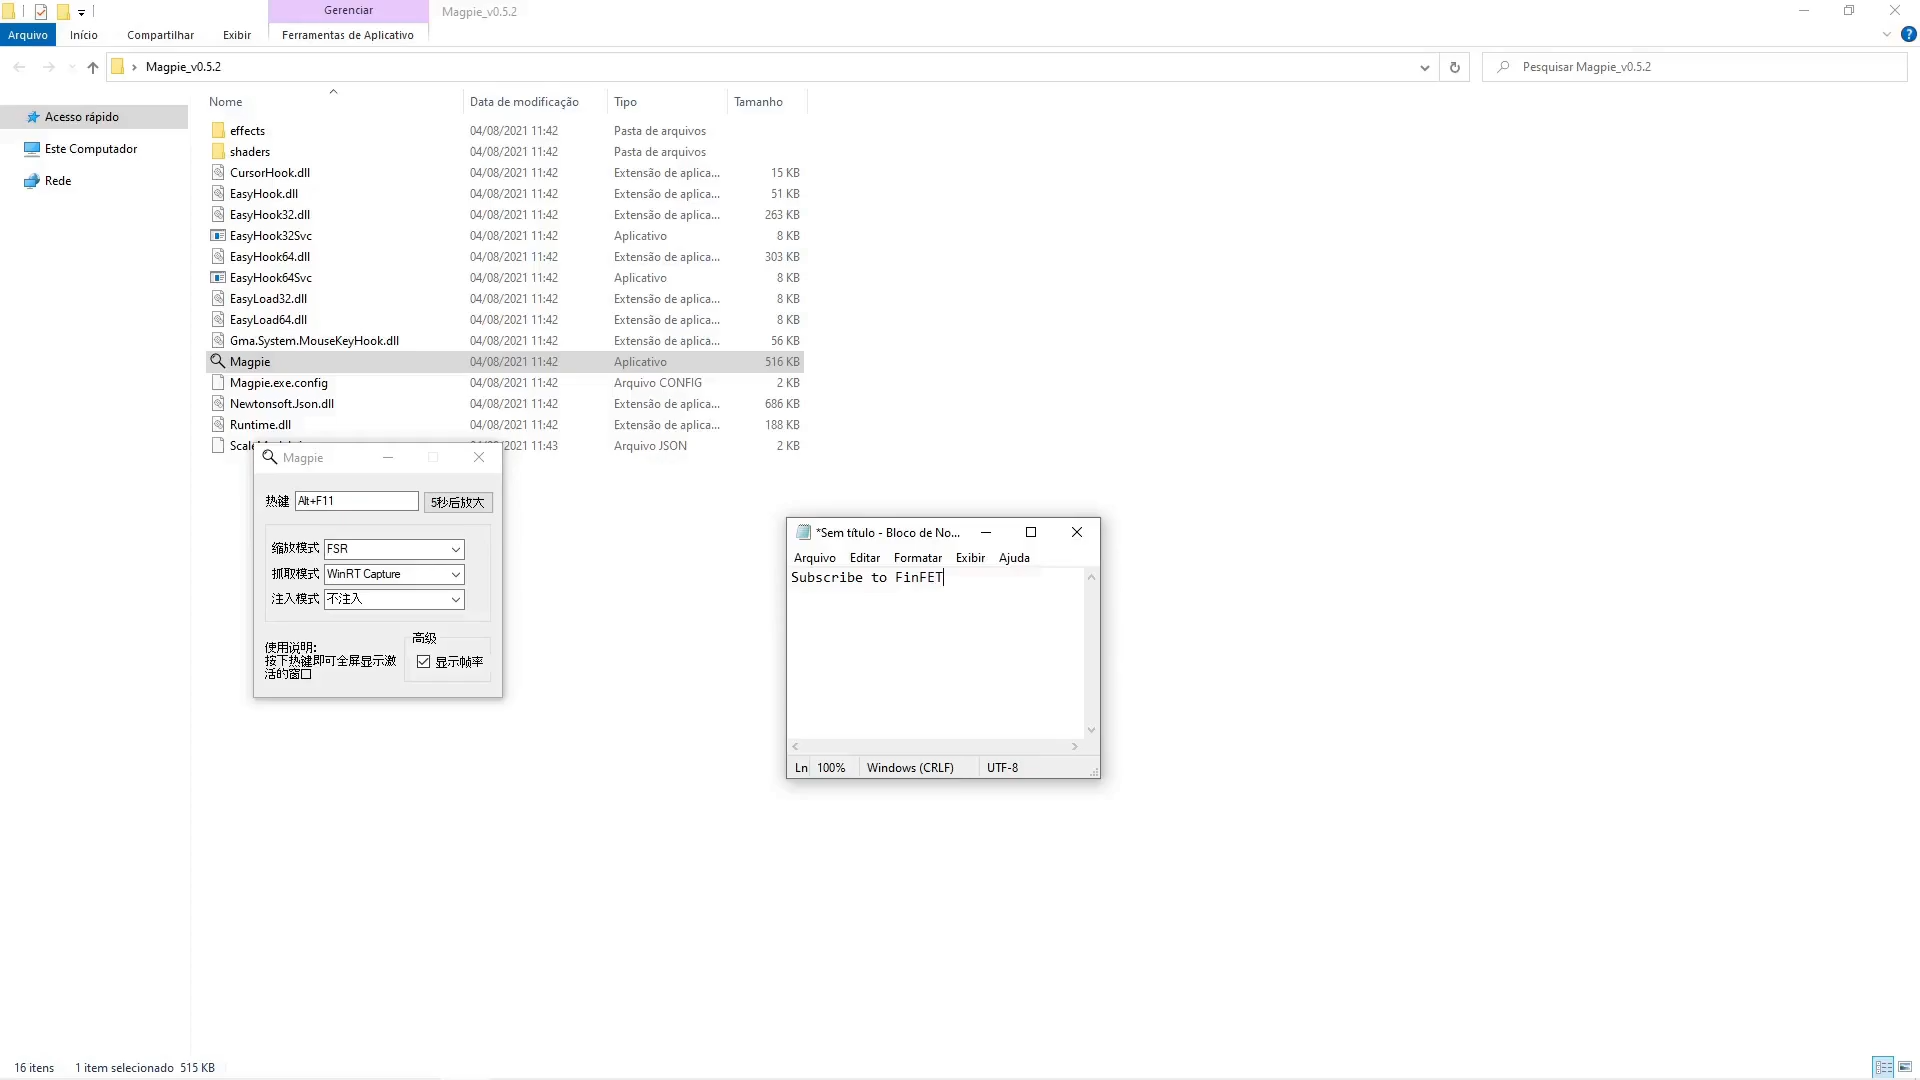 Gerenciar
Magpie_v0.5.2
Arquivo
Início
Compartilhar
Exibir
Ferramentas de Aplicativo
Magpie_v0.5.2
Pesquisar Magpie_v0.5.2
Acesso rápido
Este Computador
Rede
Nome Data de modificação Tipo Tamanho
effects 04/08/2021 11:42 Pasta de arquivos
shaders 04/08/2021 11:42 Pasta de arquivos
CursorHook.dll 04/08/2021 11:42 Extensão de aplica... 15 KB
EasyHook.dll 04/08/2021 11:42 Extensão de aplica... 51 KB
EasyHook32.dll 04/08/2021 11:42 Extensão de aplica... 263 KB
EasyHook32Svc 04/08/2021 11:42 Aplicativo 8 KB
EasyHook64.dll 04/08/2021 11:42 Extensão de aplica... 303 KB
EasyHook64Svc 04/08/2021 11:42 Aplicativo 8 KB
EasyLoad32.dll 04/08/2021 11:42 Extensão de aplica... 8 KB
EasyLoad64.dll 04/08/2021 11:42 Extensão de aplica... 8 KB
Gma.System.MouseKeyHook.dll 04/08/2021 11:42 Extensão de aplica... 56 KB
Magpie 04/08/2021 11:42 Aplicativo 516 KB
Magpie.exe.config 04/08/2021 11:42 Arquivo CONFIG 2 KB
Newtonsoft.Json.dll 04/08/2021 11:42 Extensão de aplica... 686 KB
Runtime.dll 04/08/2021 11:42 Extensão de aplica... 188 KB
2021 11:43 Arquivo JSON 2 KB
Magpie
热键 Alt+F11 5秒后放大
缩放模式 FSR
抓取模式 WinRT Capture
注入模式 不注入
使用说明:
按下热键即可全屏显示激
活的窗口
高级
显示帧率
*Sem título - Bloco de No...
Arquivo Editar Formatar Exibir Ajuda
Subscribe to FinFET
Ln 100% Windows (CRLF) UTF-8
16 itens 1 item selecionado 515 KB